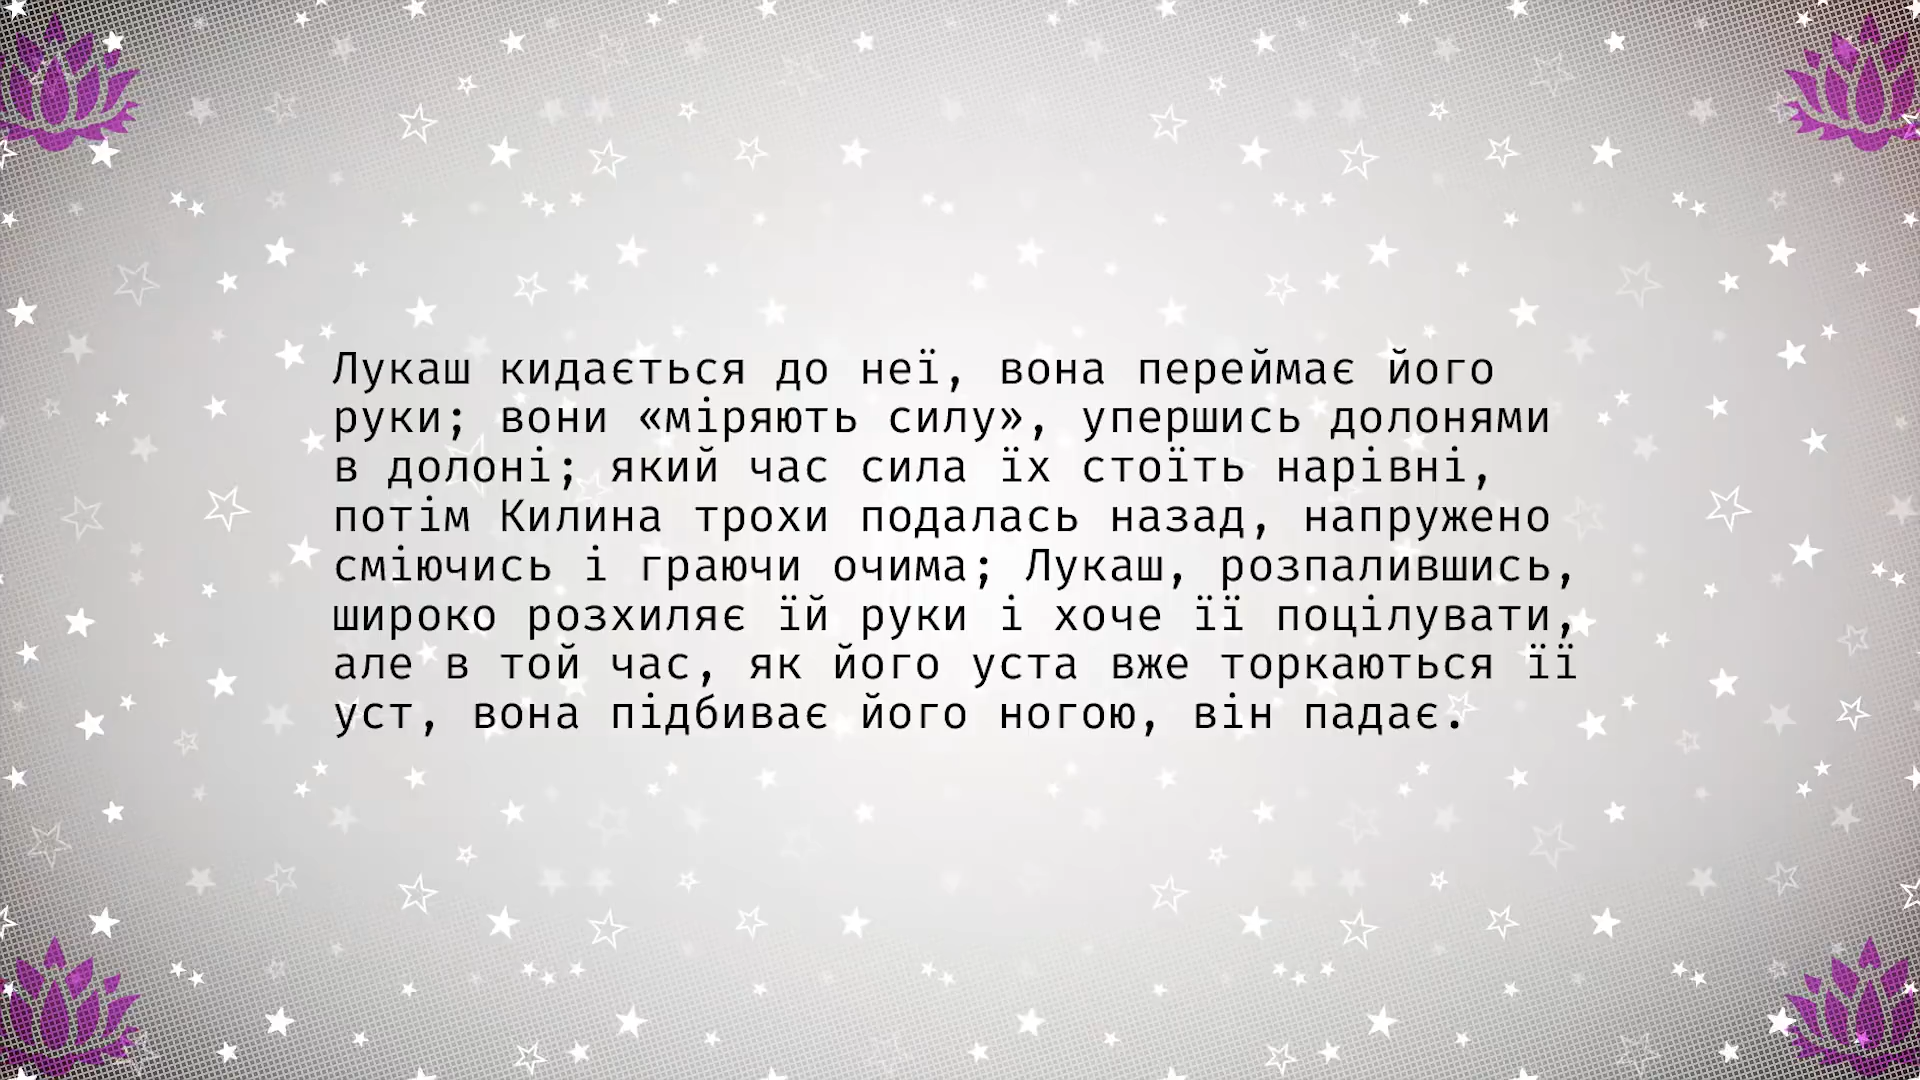 Лукаш кидається до неї, вона переймає його
руки; вони «міряють силу», упершись долонями
в долоні; який час сила їх стоїть нарівні,
потім Килина трохи подалась назад, напружено
сміючись і граючи очима; Лукаш, розпалившись,
широко розхиляє їй руки і хоче її поцілувати,
але в той час, як його уста вже торкаються її
уст, вона підбиває його ногою, він падає.